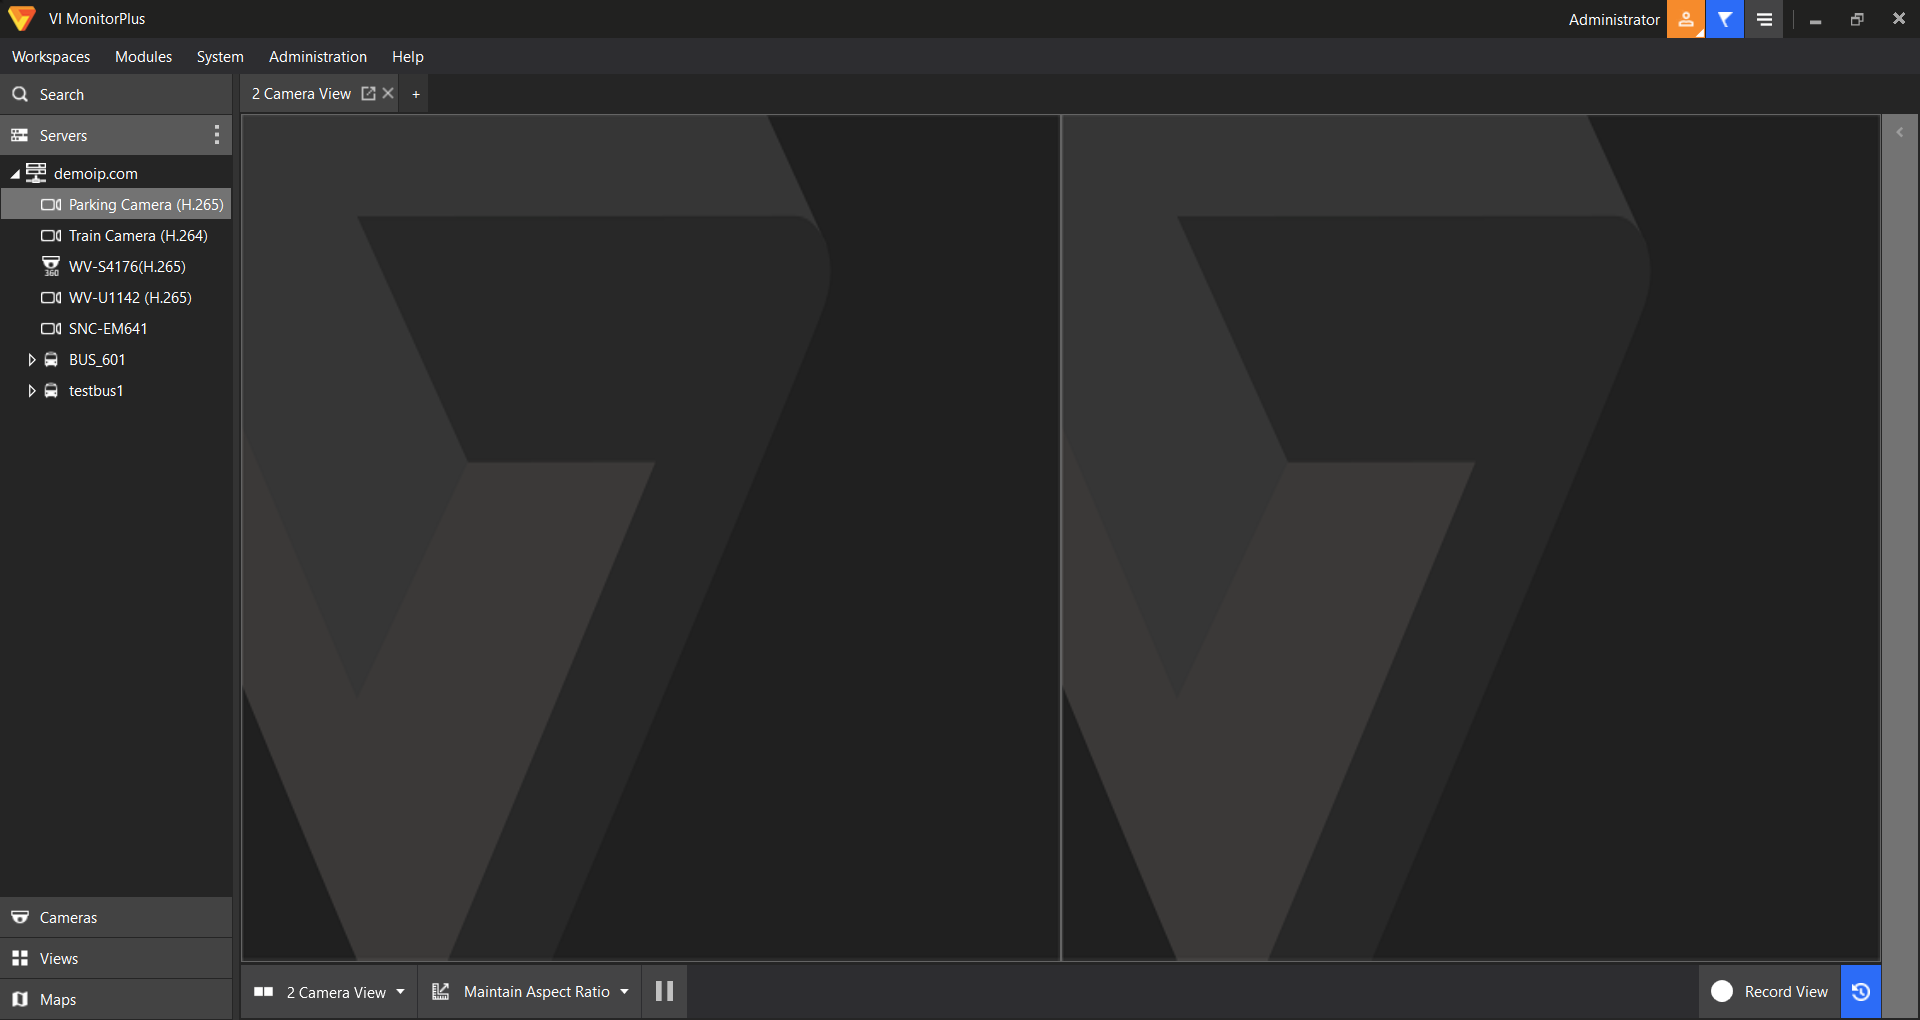 VI MonitorPlus
Administrator
Workspaces Modules System Administration Help
Search
2 Camera View
+
Servers
demoip.com
Parking Camera (H.265)
Train Camera (H.264)
WV-S4176(H.265)
360
WV-U1142 (H.265)
SNC-EM641
BUS_601
testbus1
Cameras
Views
Maps
2 Camera View
Maintain Aspect Ratio
Record View